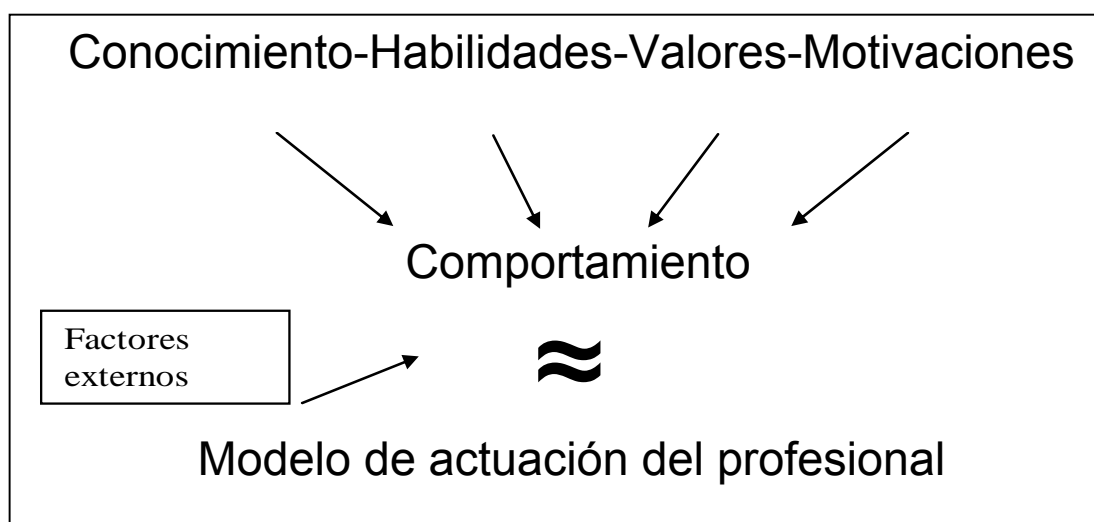 Conocimiento-Habilidades-Valores-Motivaciones
Comportamiento
Factores
externos
≈
Modelo de actuación del profesional